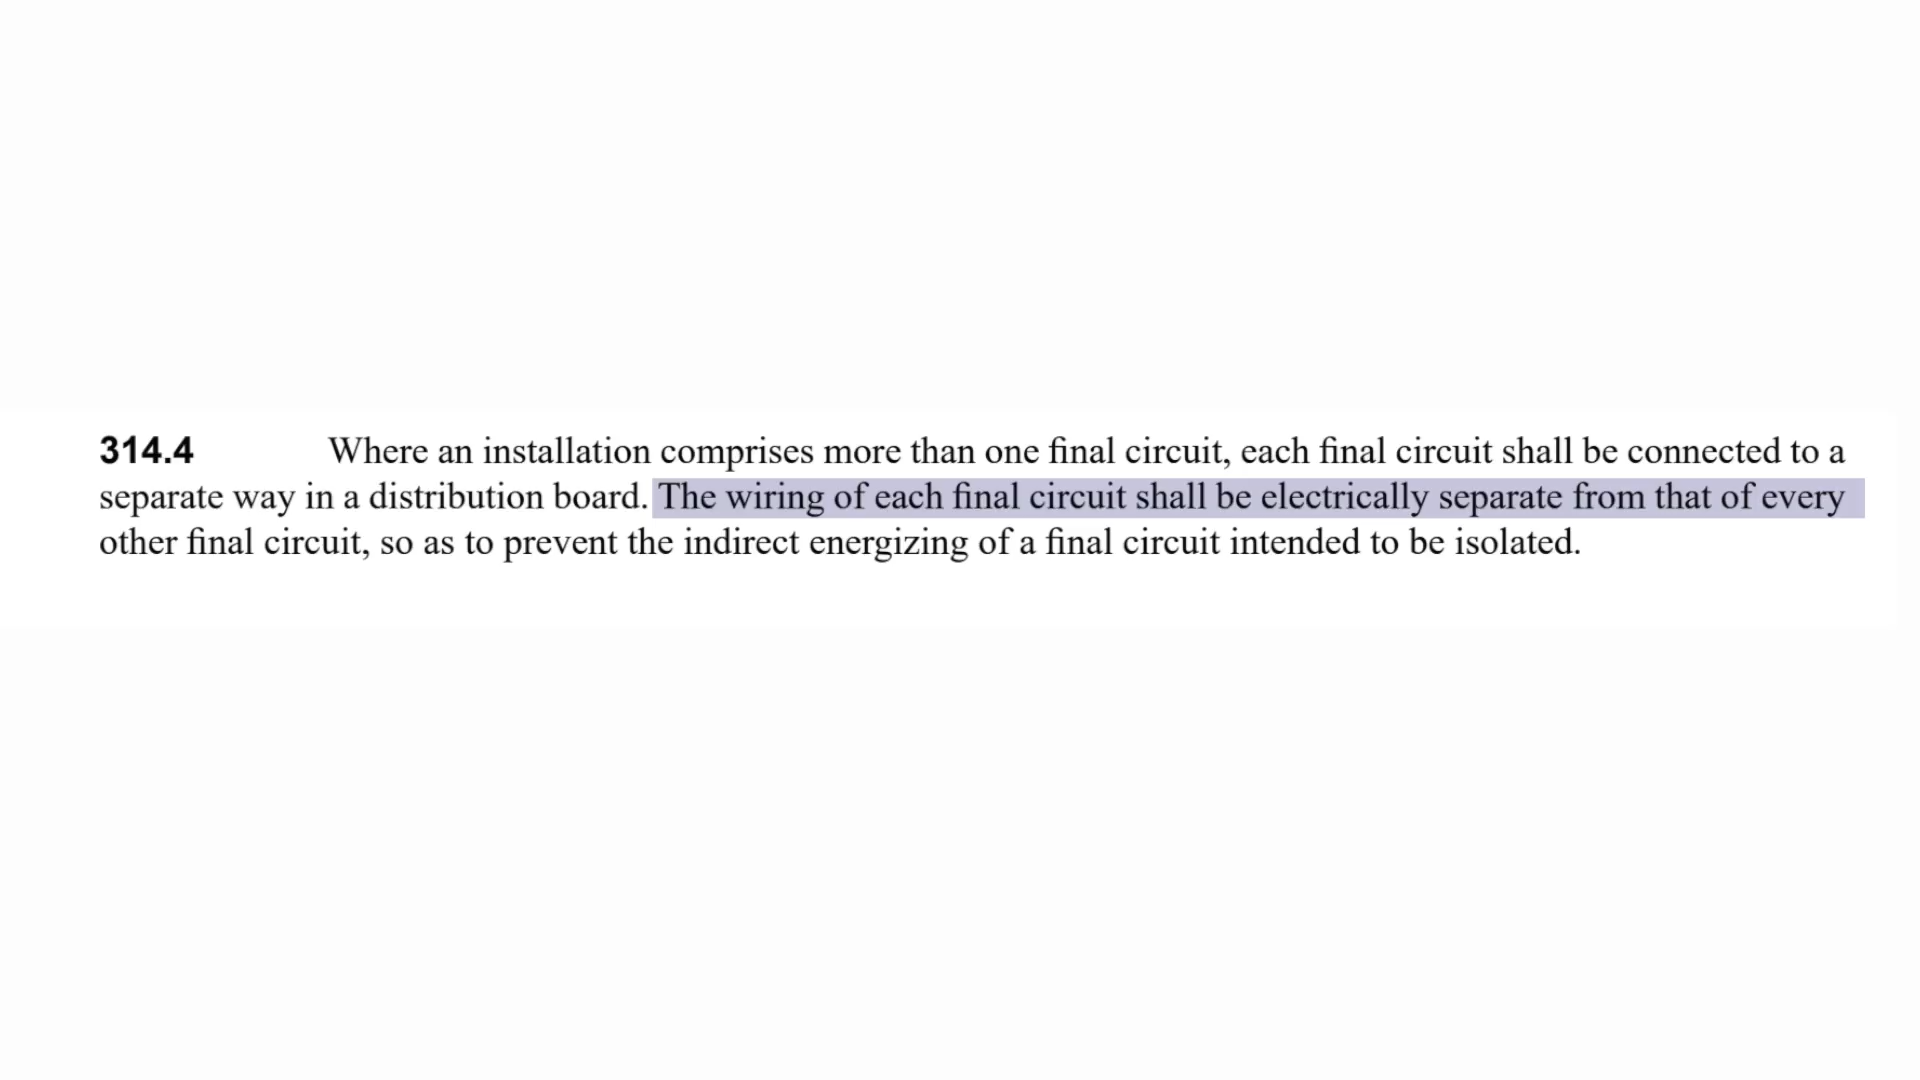 314.4 Where an installation comprises more than one final circuit, each final circuit shall be connected to a
separate way in a distribution board. The wiring of each final circuit shall be electrically separate from that of every
other final circuit, so as to prevent the indirect energizing of a final circuit intended to be isolated.